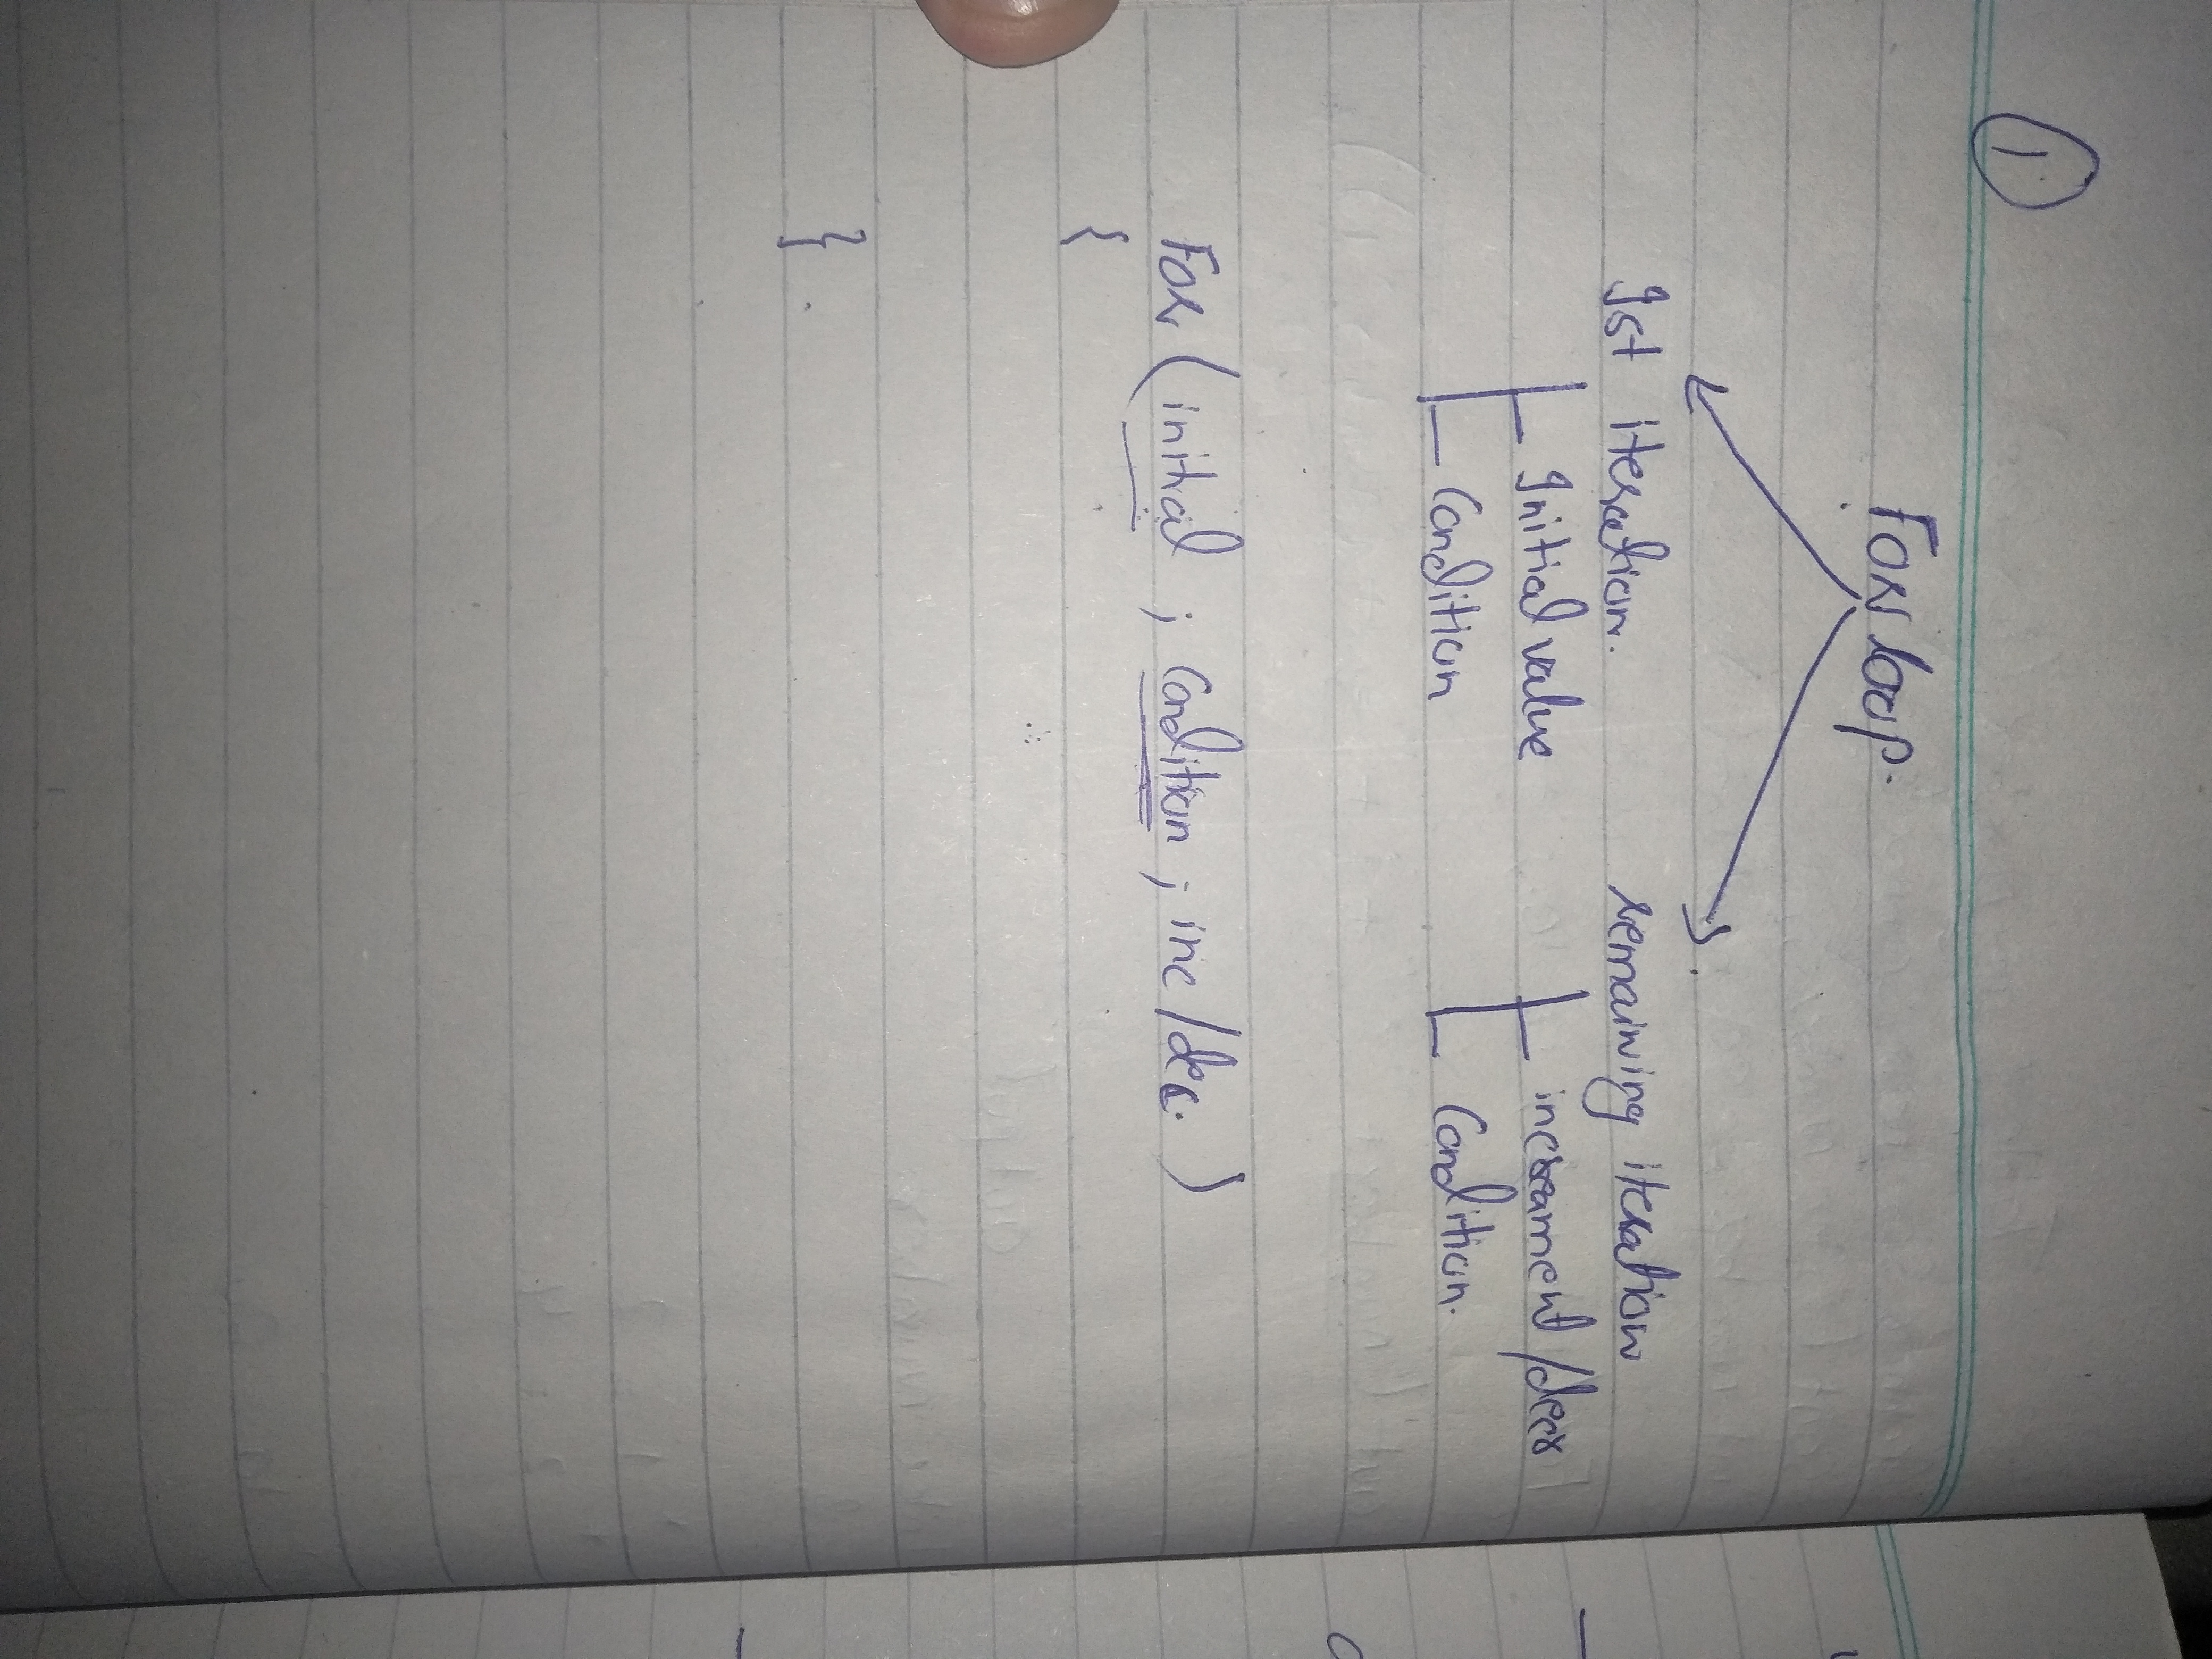 1
For loop.
1st iteration. remaining iteration
Initial value increament/decr
Condition Condition.
For (initial ; Condition ; inc/dec. )
{
}